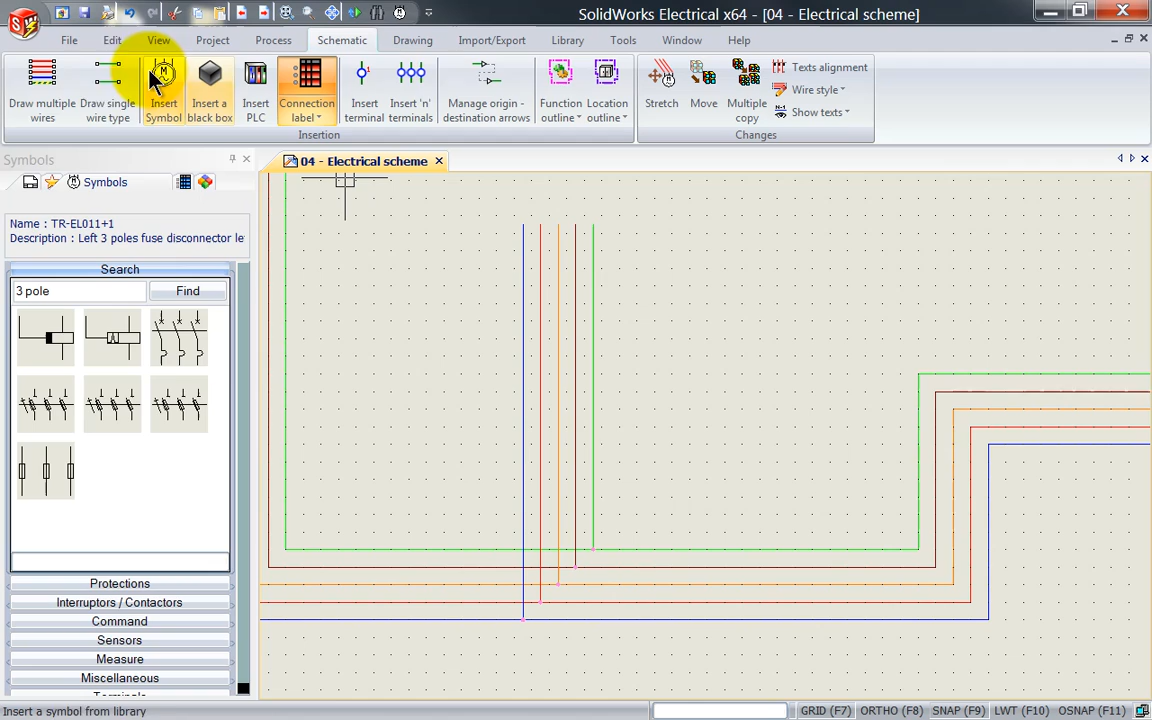 SolidWorks Electrical x64 - [04 - Electrical scheme]
File Edit View Project Process Schematic Drawing Import/Export Library Tools Window Help
Draw multiple wires
Draw single wire type
Insert Symbol
Insert a black box
Insert PLC
Connection label
Insert terminal
Insert 'n' terminals
Manage origin - destination arrows
Function outline
Location outline
Stretch
Move
Multiple copy
Texts alignment
Wire style
Show texts
Insertion
Changes
Symbols
04 - Electrical scheme
Symbols
Name : TR-EL011+1
Description : Left 3 poles fuse disconnector le
Search
3 pole
Find
Protections
Interruptors / Contactors
Command
Sensors
Measure
Miscellaneous
Terminals
Insert a symbol from library
GRID (F7) ORTHO (F8) SNAP (F9) LWT (F10) OSNAP (F11)